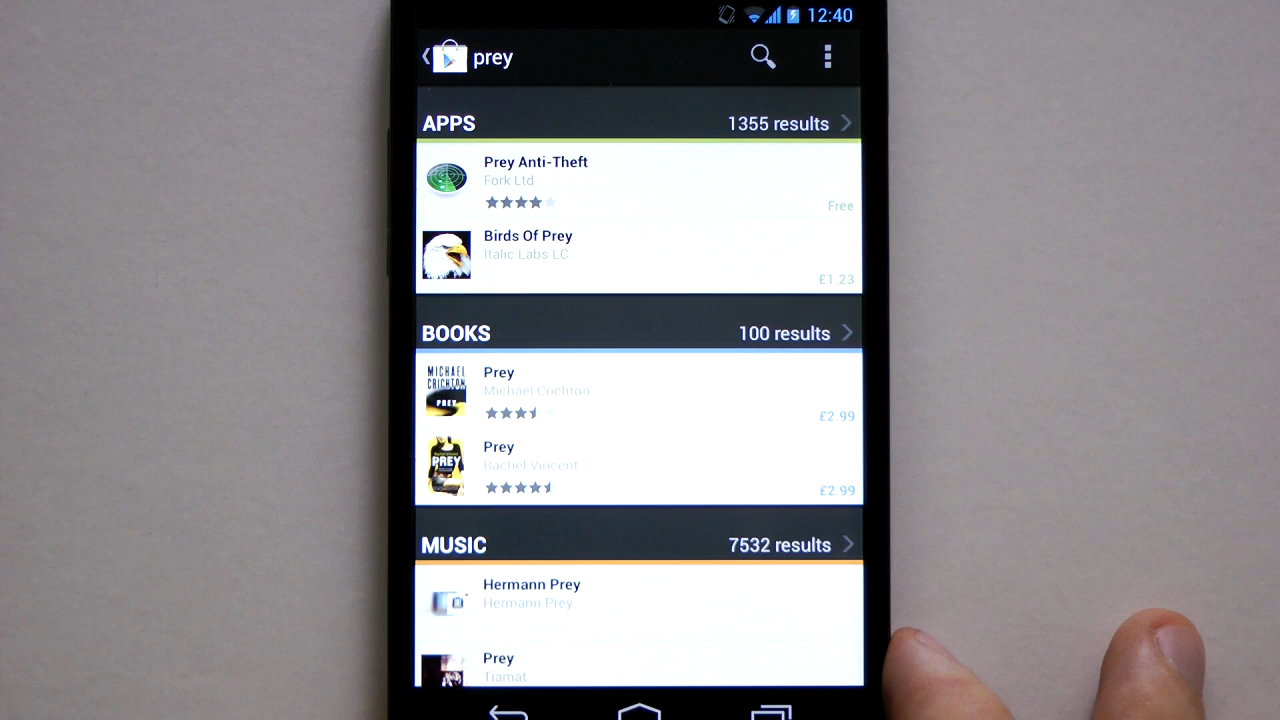 12:40
prey
APPS 1355 results
Prey Anti-Theft
Fork Ltd
Free
Birds Of Prey
Italic Labs LC
£1.23
BOOKS 100 results
MICHAEL
CRICHTON
PREY
Prey
Michael Crichton
£2.99
PREY
Prey
Rachel Vincent
£2.99
MUSIC 7532 results
Hermann Prey
Hermann Prey
Prey
Tiamat